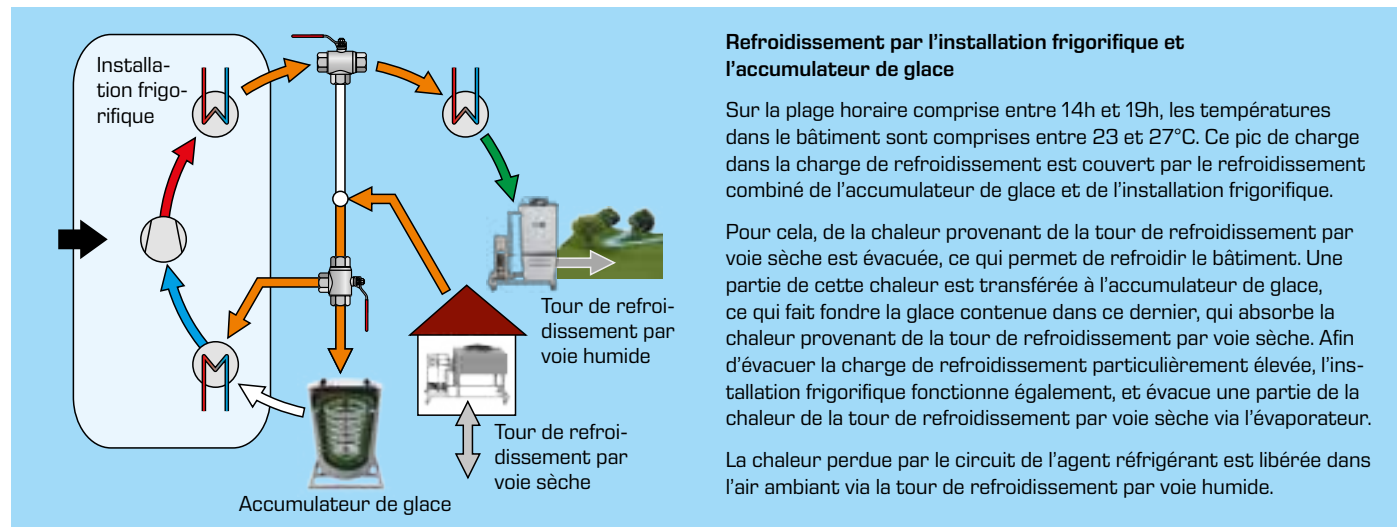 Installa-
tion frigo-
rifique
Tour de refroi-
dissement par
voie humide
Tour de refroi-
dissement par
voie sèche
Accumulateur de glace
Refroidissement par l’installation frigorifique et
l’accumulateur de glace
Sur la plage horaire comprise entre 14h et 19h, les températures
dans le bâtiment sont comprises entre 23 et 27°C. Ce pic de charge
dans la charge de refroidissement est couvert par le refroidissement
combiné de l’accumulateur de glace et de l’installation frigorifique.
Pour cela, de la chaleur provenant de la tour de refroidissement par
voie sèche est évacuée, ce qui permet de refroidir le bâtiment. Une
partie de cette chaleur est transférée à l’accumulateur de glace,
ce qui fait fondre la glace contenue dans ce dernier, qui absorbe la
chaleur provenant de la tour de refroidissement par voie sèche. Afin
d’évacuer la charge de refroidissement particulièrement élevée, l’ins-
tallation frigorifique fonctionne également, et évacue une partie de la
chaleur de la tour de refroidissement par voie sèche via l’évaporateur.
La chaleur perdue par le circuit de l’agent réfrigérant est libérée dans
l’air ambiant via la tour de refroidissement par voie humide.